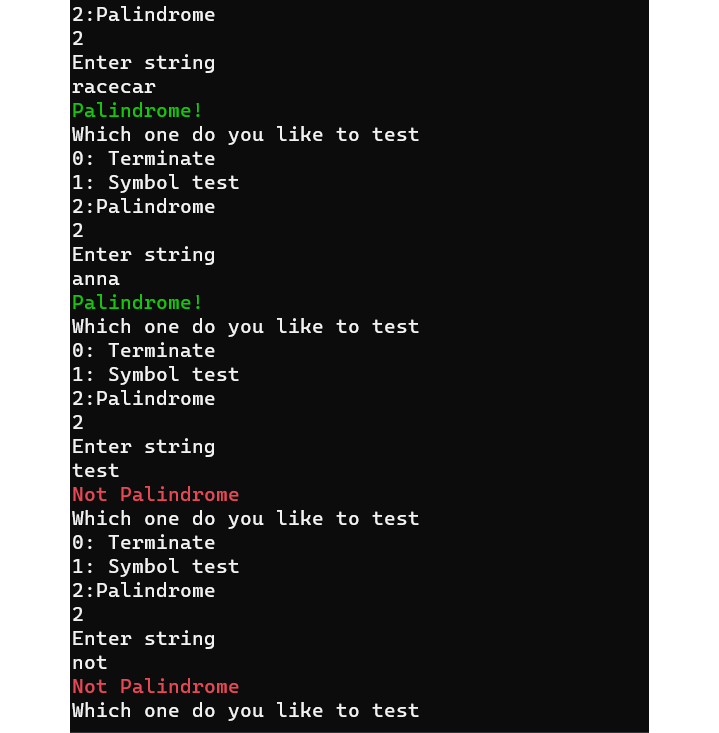 2:Palindrome
2
Enter string
racecar
Palindrome!
Which one do you like to test
0: Terminate
1: Symbol test
2:Palindrome
2
Enter string
anna
Palindrome!
Which one do you like to test
0: Terminate
1: Symbol test
2:Palindrome
2
Enter string
test
Not Palindrome
Which one do you like to test
0: Terminate
1: Symbol test
2:Palindrome
2
Enter string
not
Not Palindrome
Which one do you like to test